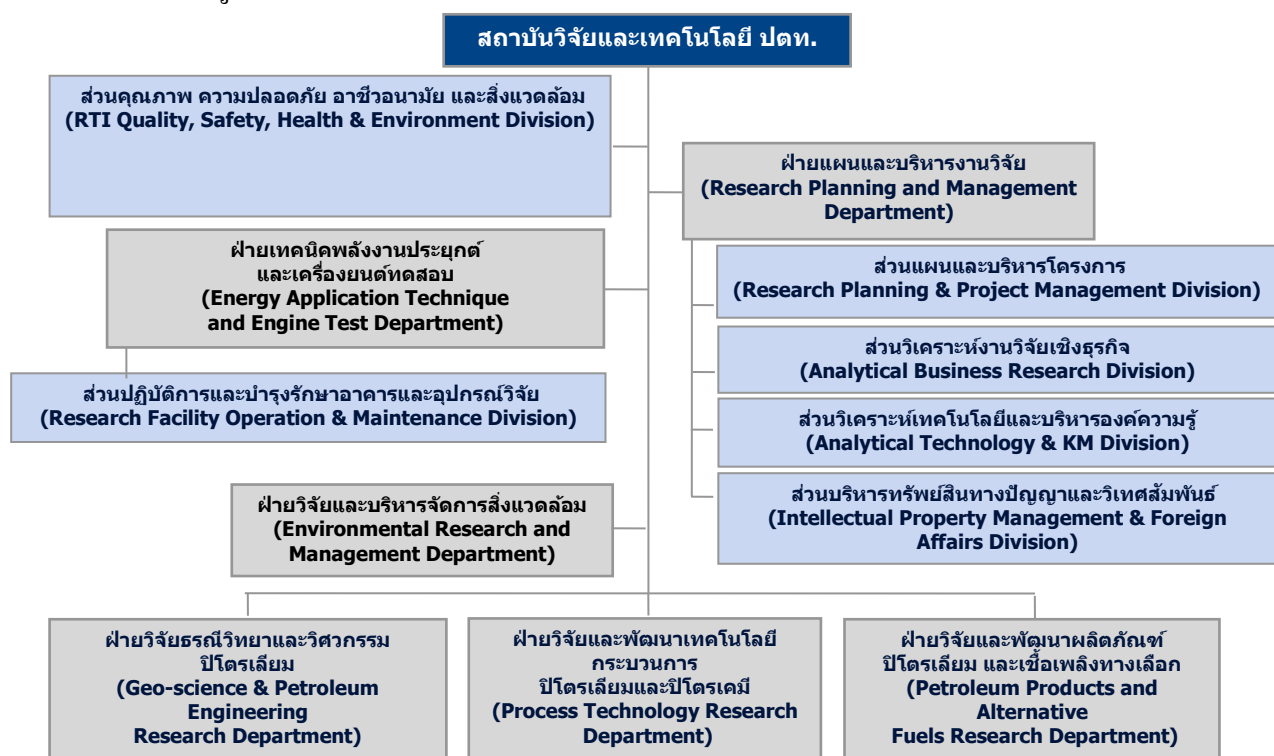 สถาบันวิจัยและเทคโนโลยี ปตท.
ส่วนคุณภาพ ความปลอดภัย อาชีวอนามัย และสิ่งแวดล้อม
(RTI Quality, Safety, Health & Environment Division)
ฝ่ายแผนและบริหารงานวิจัย
(Research Planning and Management
Department)
ฝ่ายเทคนิคพลังงานประยุกต์
และเครื่องยนต์ทดสอบ
(Energy Application Technique
and Engine Test Department)
ส่วนแผนและบริหารโครงการ
(Research Planning & Project Management Division)
ส่วนวิเคราะห์งานวิจัยเชิงธุรกิจ
(Analytical Business Research Division)
ส่วนปฏิบัติการและบำรุงรักษาอาคารและอุปกรณ์วิจัย
(Research Facility Operation & Maintenance Division)
ส่วนวิเคราะห์เทคโนโลยีและบริหารองค์ความรู้
(Analytical Technology & KM Division)
ส่วนบริหารทรัพย์สินทางปัญญาและวิเทศสัมพันธ์
(Intellectual Property Management & Foreign
Affairs Division)
ฝ่ายวิจัยและบริหารจัดการสิ่งแวดล้อม
(Environmental Research and
Management Department)
ฝ่ายวิจัยธรณีวิทยาและวิศวกรรม
ปิโตรเลียม
(Geo-science & Petroleum
Engineering
Research Department)
ฝ่ายวิจัยและพัฒนาเทคโนโลยี
กระบวนการ
ปิโตรเลียมและปิโตรเคมี
(Process Technology Research
Department)
ฝ่ายวิจัยและพัฒนาผลิตภัณฑ์
ปิโตรเลียม และเชื้อเพลิงทางเลือก
(Petroleum Products and
Alternative
Fuels Research Department)